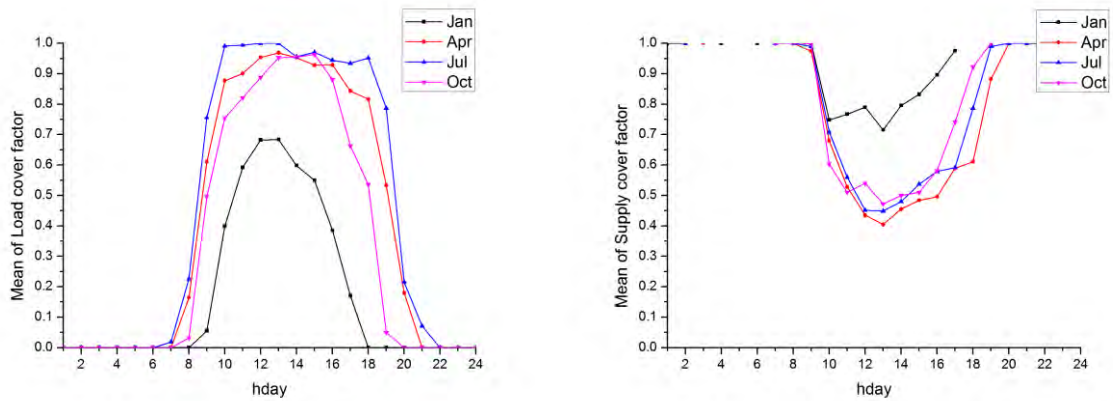 Jan
Apr
Jul
Oct
1.0
0.9
0.8
0.7
0.6
0.5
0.4
0.3
0.2
0.1
0.0
Mean of Load cover factor
2 4 6 8 10 12 14 16 18 20 22 24
hday
Jan
Apr
Jul
Oct
1.0
0.9
0.8
0.7
0.6
0.5
0.4
0.3
0.2
0.1
0.0
Mean of Supply cover factor
2 4 6 8 10 12 14 16 18 20 22 24
hday